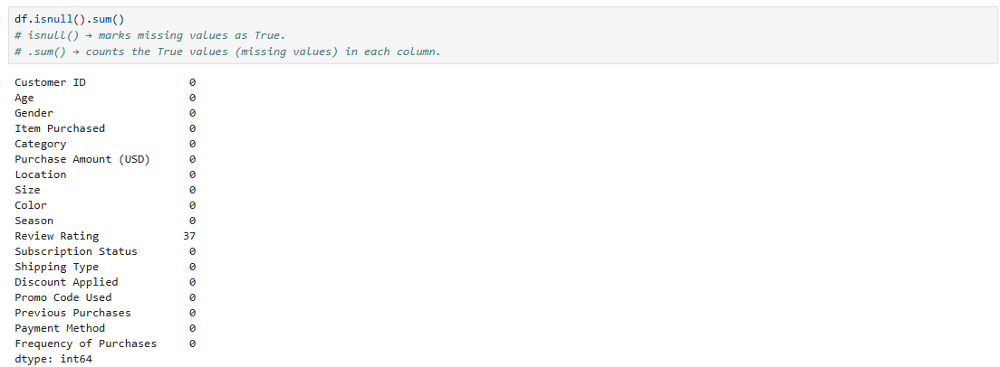 df.isnull().sum()
# isnull() → marks missing values as True.
# .sum() → counts the True values (missing values) in each column.
Customer ID 0
Age 0
Gender 0
Item Purchased 0
Category 0
Purchase Amount (USD) 0
Location 0
Size 0
Color 0
Season 0
Review Rating 37
Subscription Status 0
Shipping Type 0
Discount Applied 0
Promo Code Used 0
Previous Purchases 0
Payment Method 0
Frequency of Purchases 0
dtype: int64